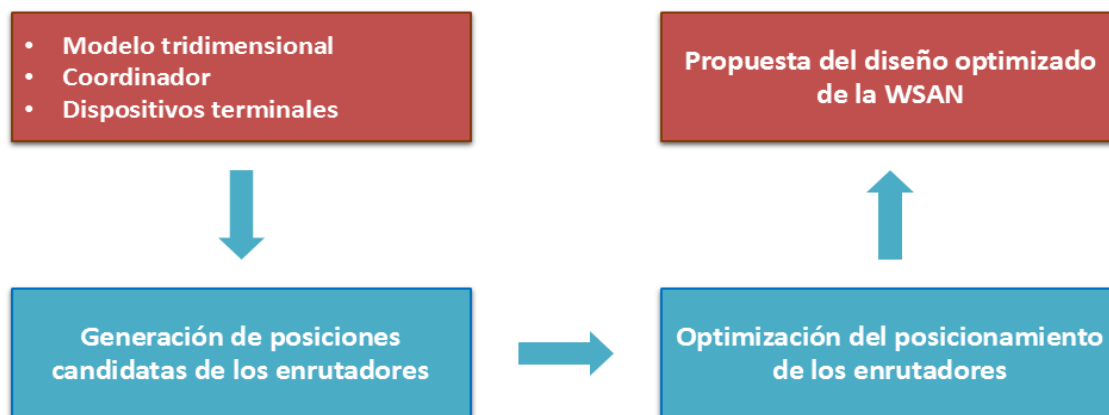 • Modelo tridimensional
• Coordinador
• Dispositivos terminales
Propuesta del diseño optimizado
de la WSAN
Generación de posiciones
candidatas de los enrutadores
Optimización del posicionamiento
de los enrutadores